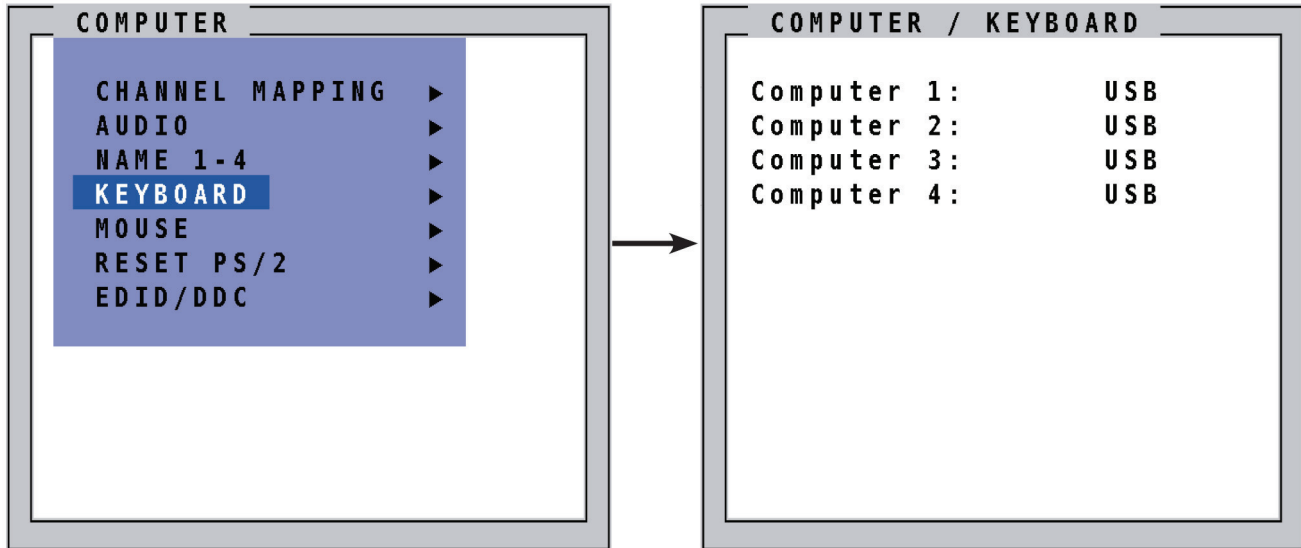 COMPUTER
CHANNEL MAPPING ▶
AUDIO ▶
NAME 1-4 ▶
KEYBOARD ▶
MOUSE ▶
RESET PS/2 ▶
EDID/DDC ▶
COMPUTER / KEYBOARD
Computer 1: USB
Computer 2: USB
Computer 3: USB
Computer 4: USB